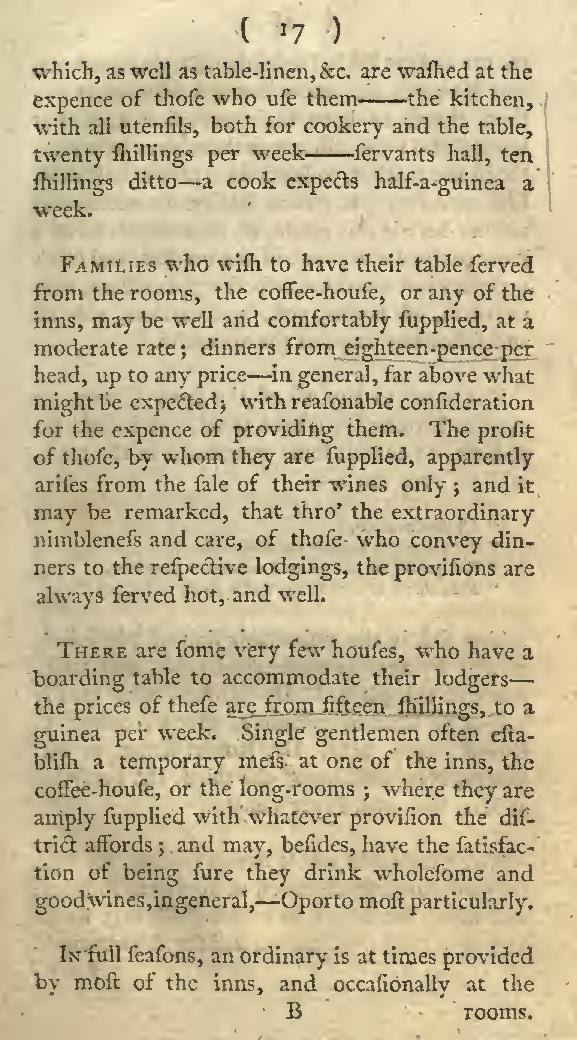 ( 17 )
which, as well as table-linen, &c. are waſhed at the
expence of thoſe who uſe them——the kitchen,
with all utenſils, both for cookery and the table,
twenty ſhillings per week——ſervants hall, ten
ſhillings ditto—a cook expects half-a-guinea a
week.
FAMILIES who wiſh to have their table ſerved
from the rooms, the coffee-houſe, or any of the
inns, may be well and comfortably ſupplied, at a
moderate rate; dinners from eighteen-pence per
head, up to any price—in general, far above what
might be expected; with reaſonable conſideration
for the expence of providing them. The profit
of thoſe, by whom they are ſupplied, apparently
ariſes from the ſale of their wines only; and it
may be remarked, that thro' the extraordinary
nimbleneſs and care, of thoſe who convey din-
ners to the reſpective lodgings, the proviſions are
always ſerved hot, and well.
THERE are ſome very few houſes, who have a
boarding table to accommodate their lodgers—
the prices of theſe are from fifteen ſhillings, to a
guinea per week. Single gentlemen often eſta-
bliſh a temporary meſs at one of the inns, the
coffee-houſe, or the long-rooms; where they are
amply ſupplied with whatever proviſion the diſ-
trict affords; and may, beſides, have the ſatisfac-
tion of being ſure they drink wholeſome and
good wines, in general,—Oporto moſt particularly.
IN full ſeaſons, an ordinary is at times provided
by moſt of the inns, and occaſionally at the
B rooms.